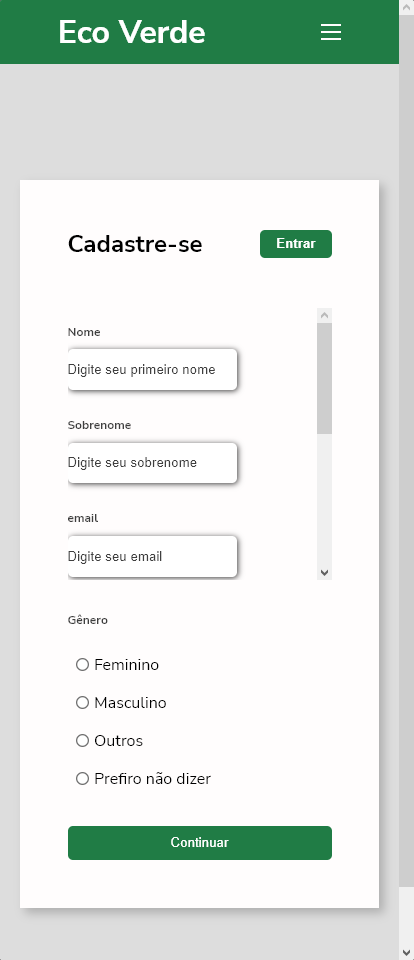 Eco Verde
Cadastre-se
Entrar
Nome
Digite seu primeiro nome
Sobrenome
Digite seu sobrenome
email
Digite seu email
Gênero
Feminino
Masculino
Outros
Prefiro não dizer
Continuar